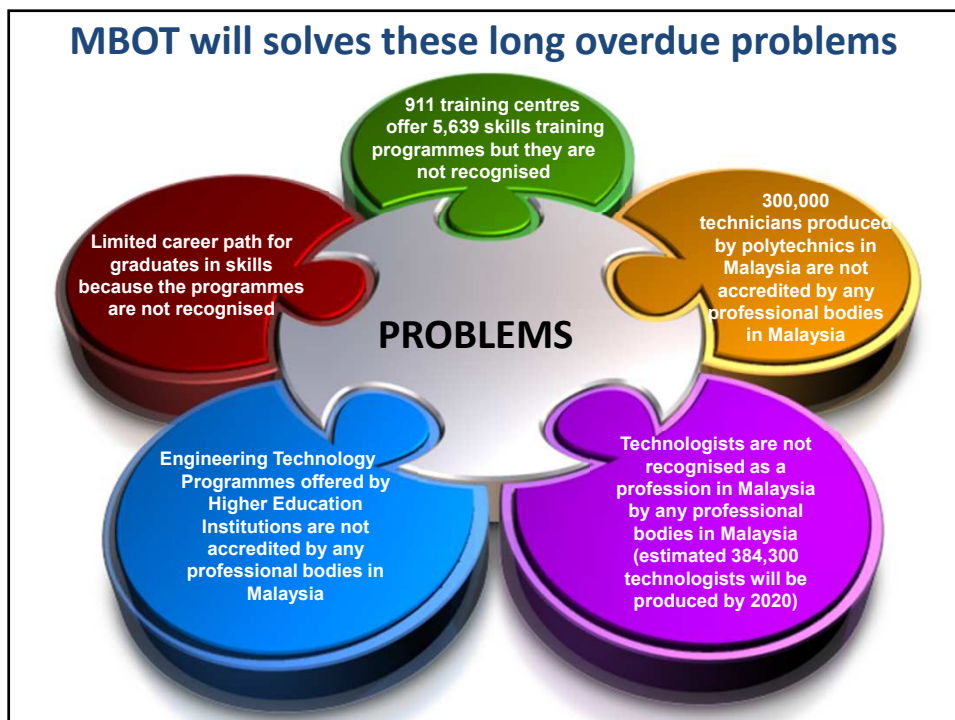 MBOT will solves these long overdue problems
911 training centres
offer 5,639 skills training
programmes but they are
not recognised
300,000
technicians produced
by polytechnics in
Malaysia are not
accredited by any
professional bodies
in Malaysia
Limited career path for
graduates in skills
because the programmes
are not recognised
PROBLEMS
Engineering Technology
Programmes offered by
Higher Education
Institutions are not
accredited by any
professional bodies in
Malaysia
Technologists are not
recognised as a
profession in Malaysia
by any professional
bodies in Malaysia
(estimated 384,300
technologists will be
produced by 2020)